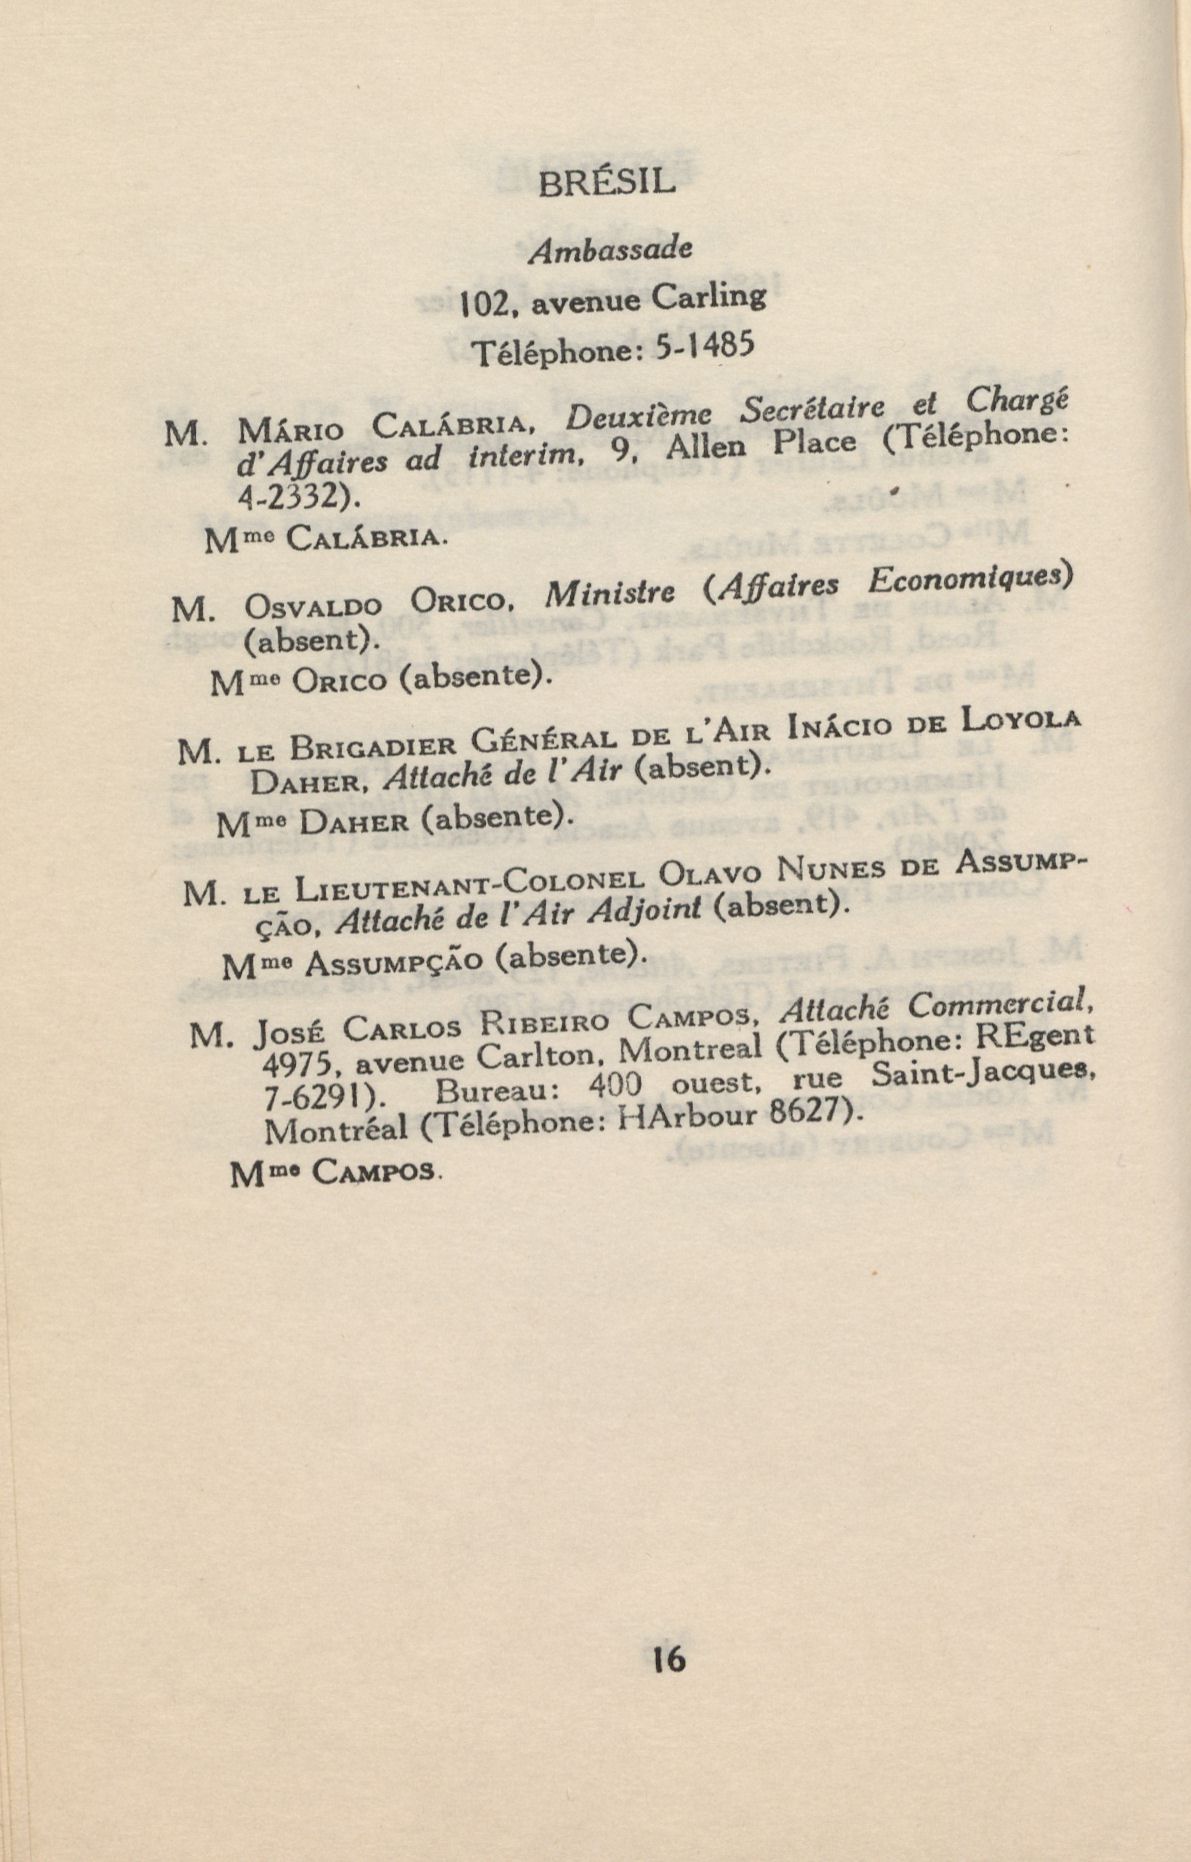 BRÉSIL
Ambassade
102, avenue Carling
Téléphone: 5-1485
M. MÁRIO CALÁBRIA, Deuxième Secrétaire et Chargé
d'Affaires ad interim, 9, Allen Place (Téléphone:
4-2332).
Mme CALÁBRIA.
M. OSVALDO ORICO, Ministre (Affaires Economiques)
(absent).
Mme ORICO (absente).
M. LE BRIGADIER GÉNÉRAL DE L'AIR INÁCIO DE LOYOLA
DAHER, Attaché de l'Air (absent).
Mme DAHER (absente).
M. LE LIEUTENANT-COLONEL OLAVO NUNES DE ASSUMP-
ÇÃO, Attaché de l'Air Adjoint (absent).
Mme ASSUMPÇÃO (absente).
M. JOSÉ CARLOS RIBEIRO CAMPOS, Attaché Commercial,
4975, avenue Carlton, Montreal (Téléphone: REgent
7-6291). Bureau: 400 ouest, rue Saint-Jacques,
Montréal (Téléphone: HArbour 8627).
Mme CAMPOS.
16